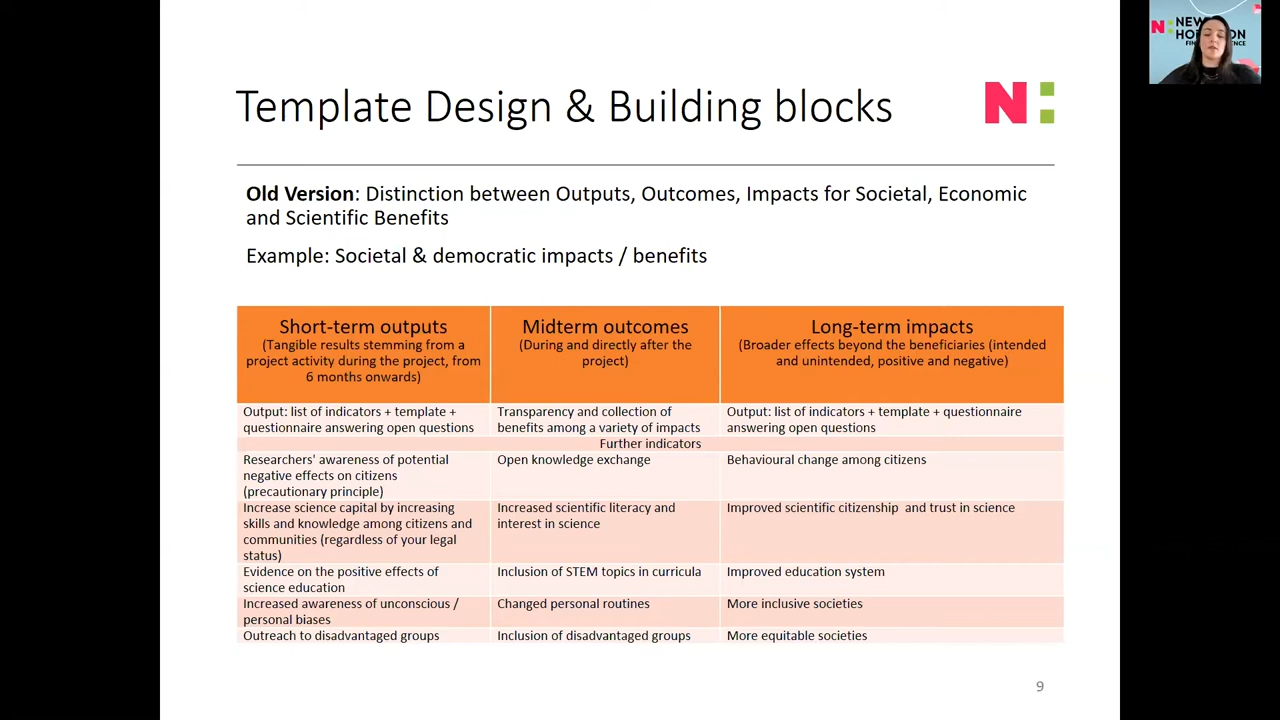 Template Design & Building blocks
N:
Old Version: Distinction between Outputs, Outcomes, Impacts for Societal, Economic
and Scientific Benefits
Example: Societal & democratic impacts / benefits
Short-term outputs
(Tangible results stemming from a
project activity during the project, from
6 months onwards)
Midterm outcomes
(During and directly after the
project)
Long-term impacts
(Broader effects beyond the beneficiaries (intended
and unintended, positive and negative)
Output: list of indicators + template +
questionnaire answering open questions
Transparency and collection of
benefits among a variety of impacts
Output: list of indicators + template + questionnaire
answering open questions
Further indicators
Researchers' awareness of potential
negative effects on citizens
(precautionary principle)
Open knowledge exchange
Behavioural change among citizens
Increase science capital by increasing
skills and knowledge among citizens and
communities (regardless of your legal
status)
Increased scientific literacy and
interest in science
Improved scientific citizenship and trust in science
Evidence on the positive effects of
science education
Inclusion of STEM topics in curricula
Improved education system
Increased awareness of unconscious /
personal biases
Changed personal routines
More inclusive societies
Outreach to disadvantaged groups
Inclusion of disadvantaged groups
More equitable societies
9
N: